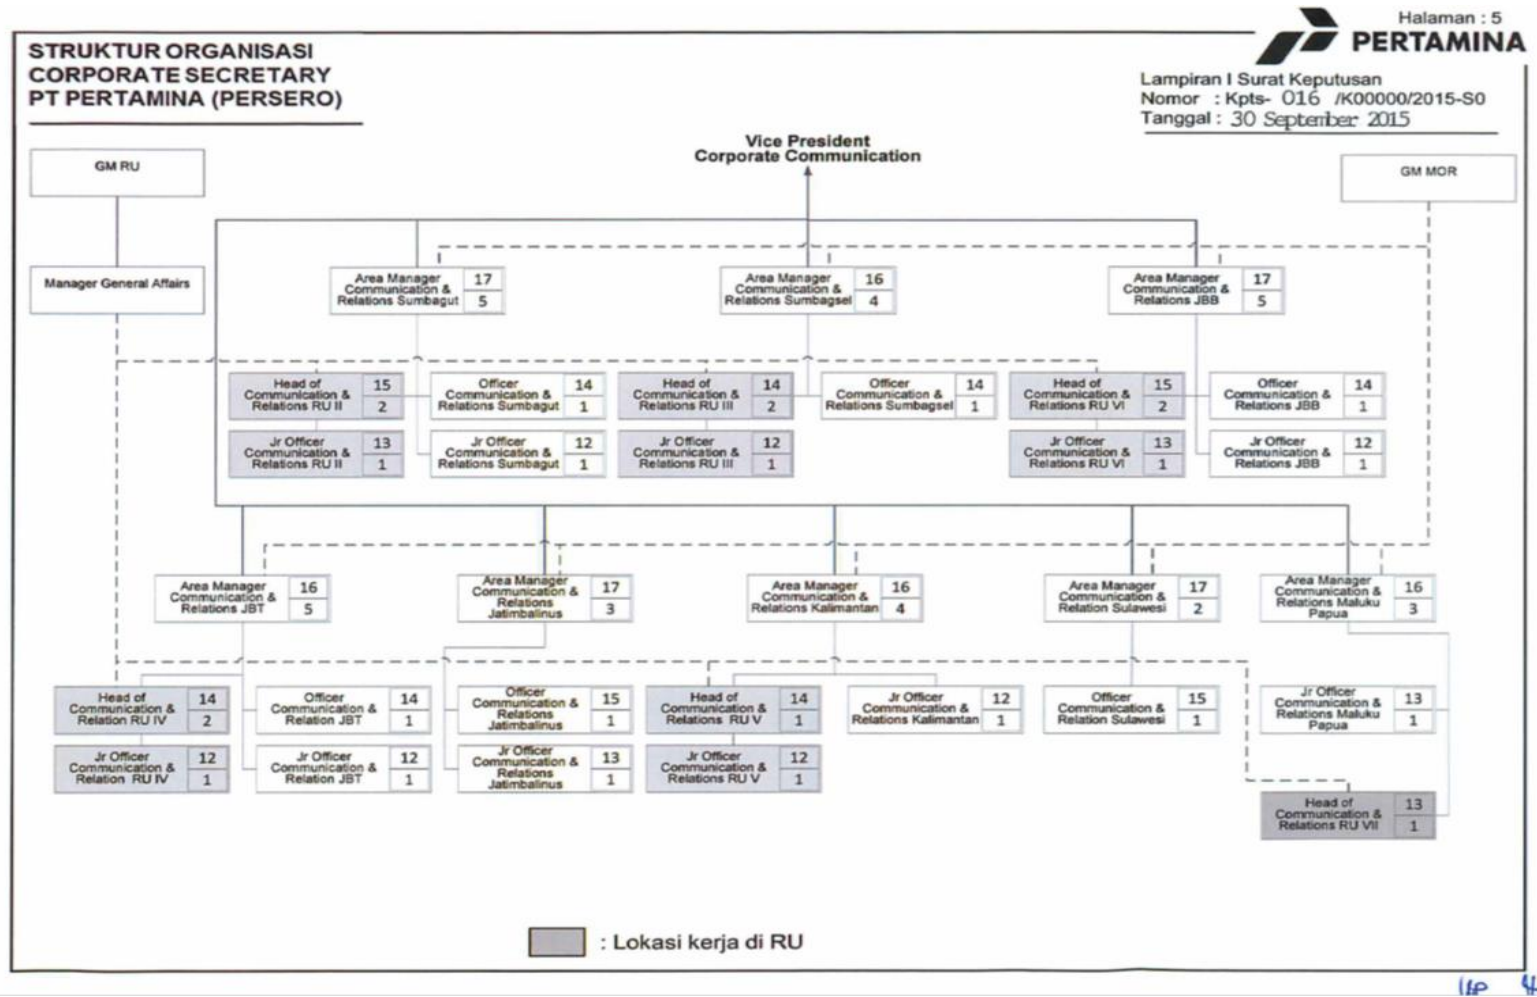 Halaman : 5
PERTAMINA
STRUKTUR ORGANISASI
CORPORATE SECRETARY
PT PERTAMINA (PERSERO)
Lampiran I Surat Keputusan
Nomor : Kpts- 016 /K00000/2015-S0
Tanggal : 30 September 2015
Vice President
Corporate Communication
GM RU
GM MOR
Manager General Affairs
Area Manager
Communication &
Relations Sumbagut
17
5
Area Manager
Communication &
Relations Sumbagsel
16
4
Area Manager
Communication &
Relations JBB
17
5
Head of
Communication &
Relations RU II
15
2
Officer
Communication &
Relations Sumbagut
14
1
Head of
Communication &
Relations RU III
14
2
Officer
Communication &
Relations Sumbagsel
14
1
Head of
Communication &
Relations RU VI
15
2
Officer
Communication &
Relations JBB
14
1
Jr Officer
Communication &
Relations RU II
13
1
Jr Officer
Communication &
Relations Sumbagut
12
1
Jr Officer
Communication &
Relations RU III
12
1
Jr Officer
Communication &
Relations RU VI
13
1
Jr Officer
Communication &
Relations JBB
12
1
Area Manager
Communication &
Relations JBT
16
5
Area Manager
Communication &
Relations
Jatimbalinus
17
3
Area Manager
Communication &
Relations Kalimantan
16
4
Area Manager
Communication &
Relation Sulawesi
17
2
Area Manager
Communication &
Relations Maluku
Papua
16
3
Head of
Communication &
Relation RU IV
14
2
Officer
Communication &
Relation JBT
14
1
Officer
Communication &
Relations
Jatimbalinus
15
1
Head of
Communication &
Relations RU V
14
1
Jr Officer
Communication &
Relations Kalimantan
12
1
Officer
Communication &
Relation Sulawesi
15
1
Jr Officer
Communication &
Relations Maluku
Papua
13
1
Jr Officer
Communication &
Relation RU IV
12
1
Jr Officer
Communication &
Relation JBT
12
1
Jr Officer
Communication &
Relations
Jatimbalinus
13
1
Jr Officer
Communication &
Relations RU V
12
1
Head of
Communication &
Relations RU VII
13
1
: Lokasi kerja di RU